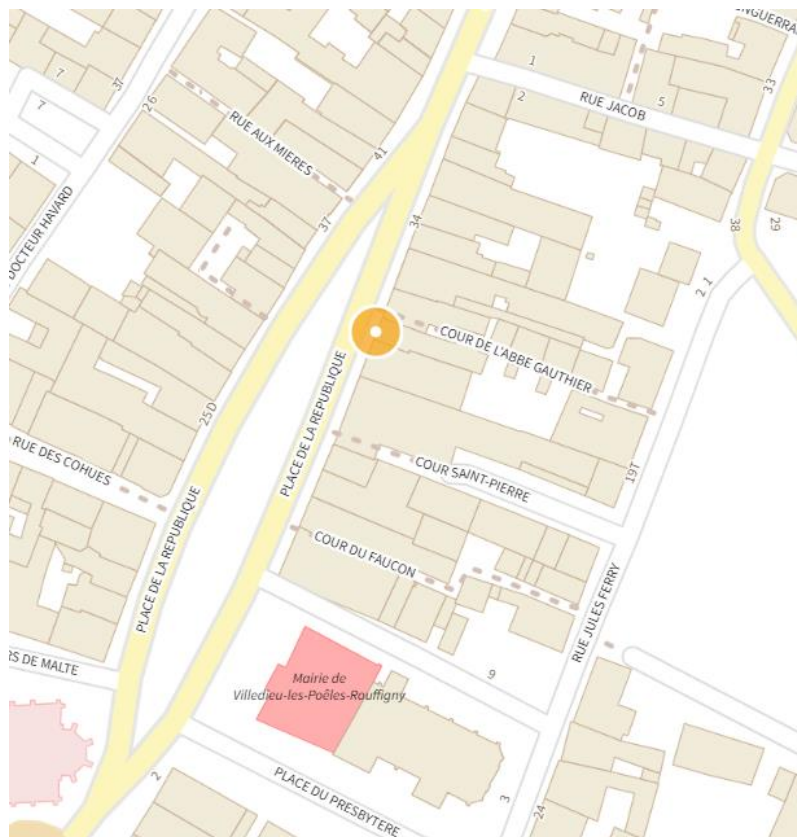 NGUERRA
7
37
1
33
26
7
2
5
RUE JACOB
RUE AUX MIERES
41
1
DOCTEUR HAVARD
37
34
38
29
2 1
COUR DE L'ABBE GAUTHIER
PLACE DE LA REPUBLIQUE
25D
RUE DES COHUES
COUR SAINT-PIERRE
19T
PLACE DE LA REPUBLIQUE
COUR DU FAUCON
RUE JULES FERRY
RS DE MALTE
9
Mairie de
Villedieu-les-Poêles-Rouffigny
2
PLACE DU PRESBYTERE
3
24